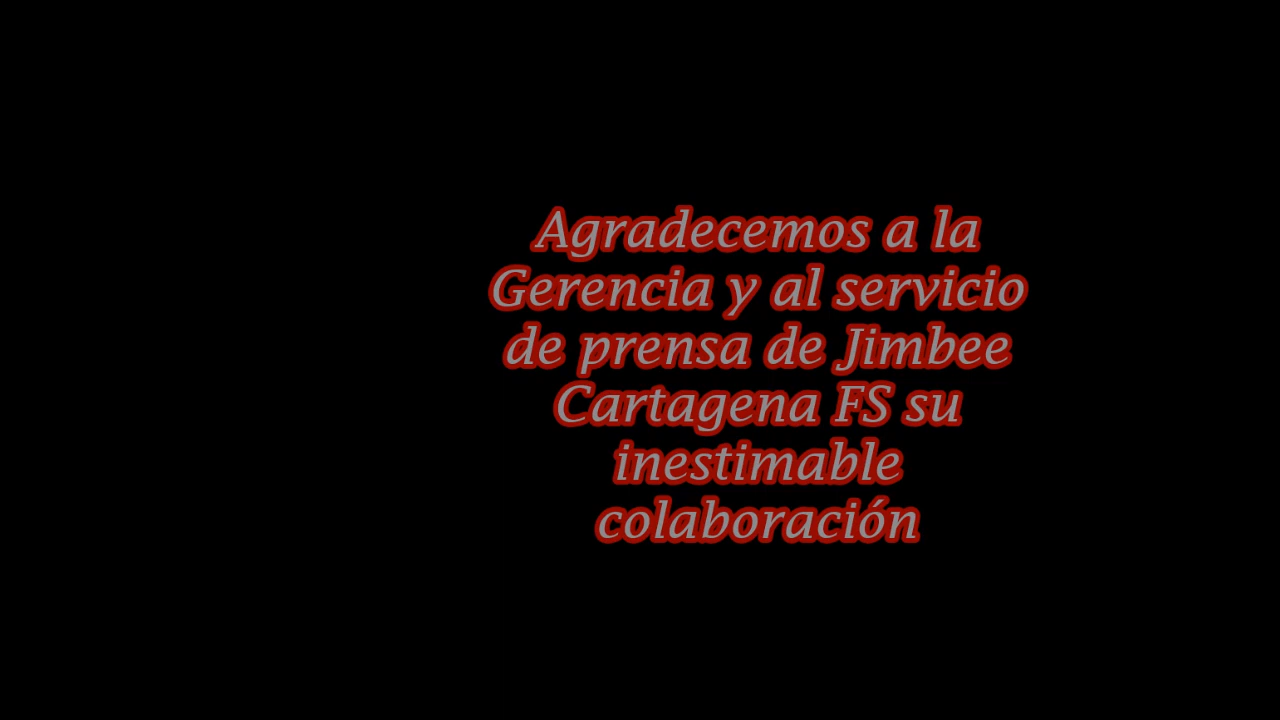 Agradecemos a la
Gerencia y al servicio
de prensa de Jimbee
Cartagena FS su
inestimable
colaboración